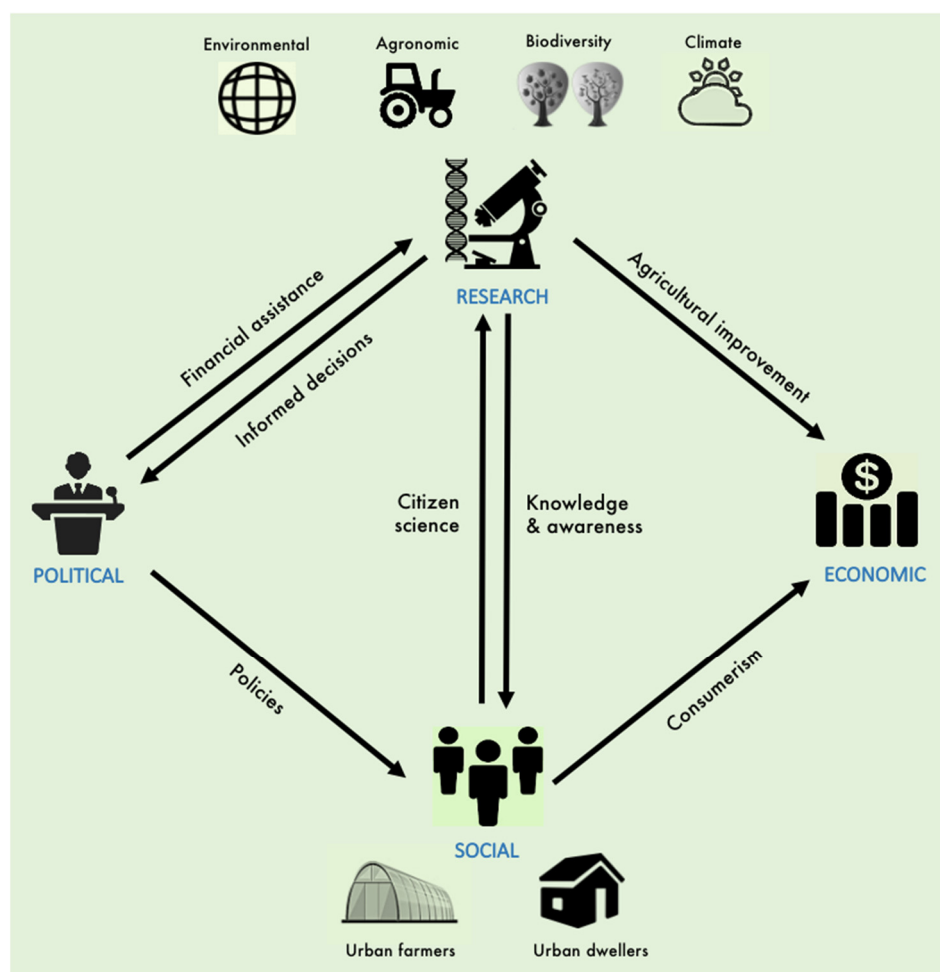 Environmental
Agronomic
Biodiversity
Climate
RESEARCH
Financial assistance
Informed decisions
Agricultural improvement
Citizen
science
Knowledge
& awareness
$
POLITICAL
ECONOMIC
Policies
Consumerism
SOCIAL
Urban farmers
Urban dwellers